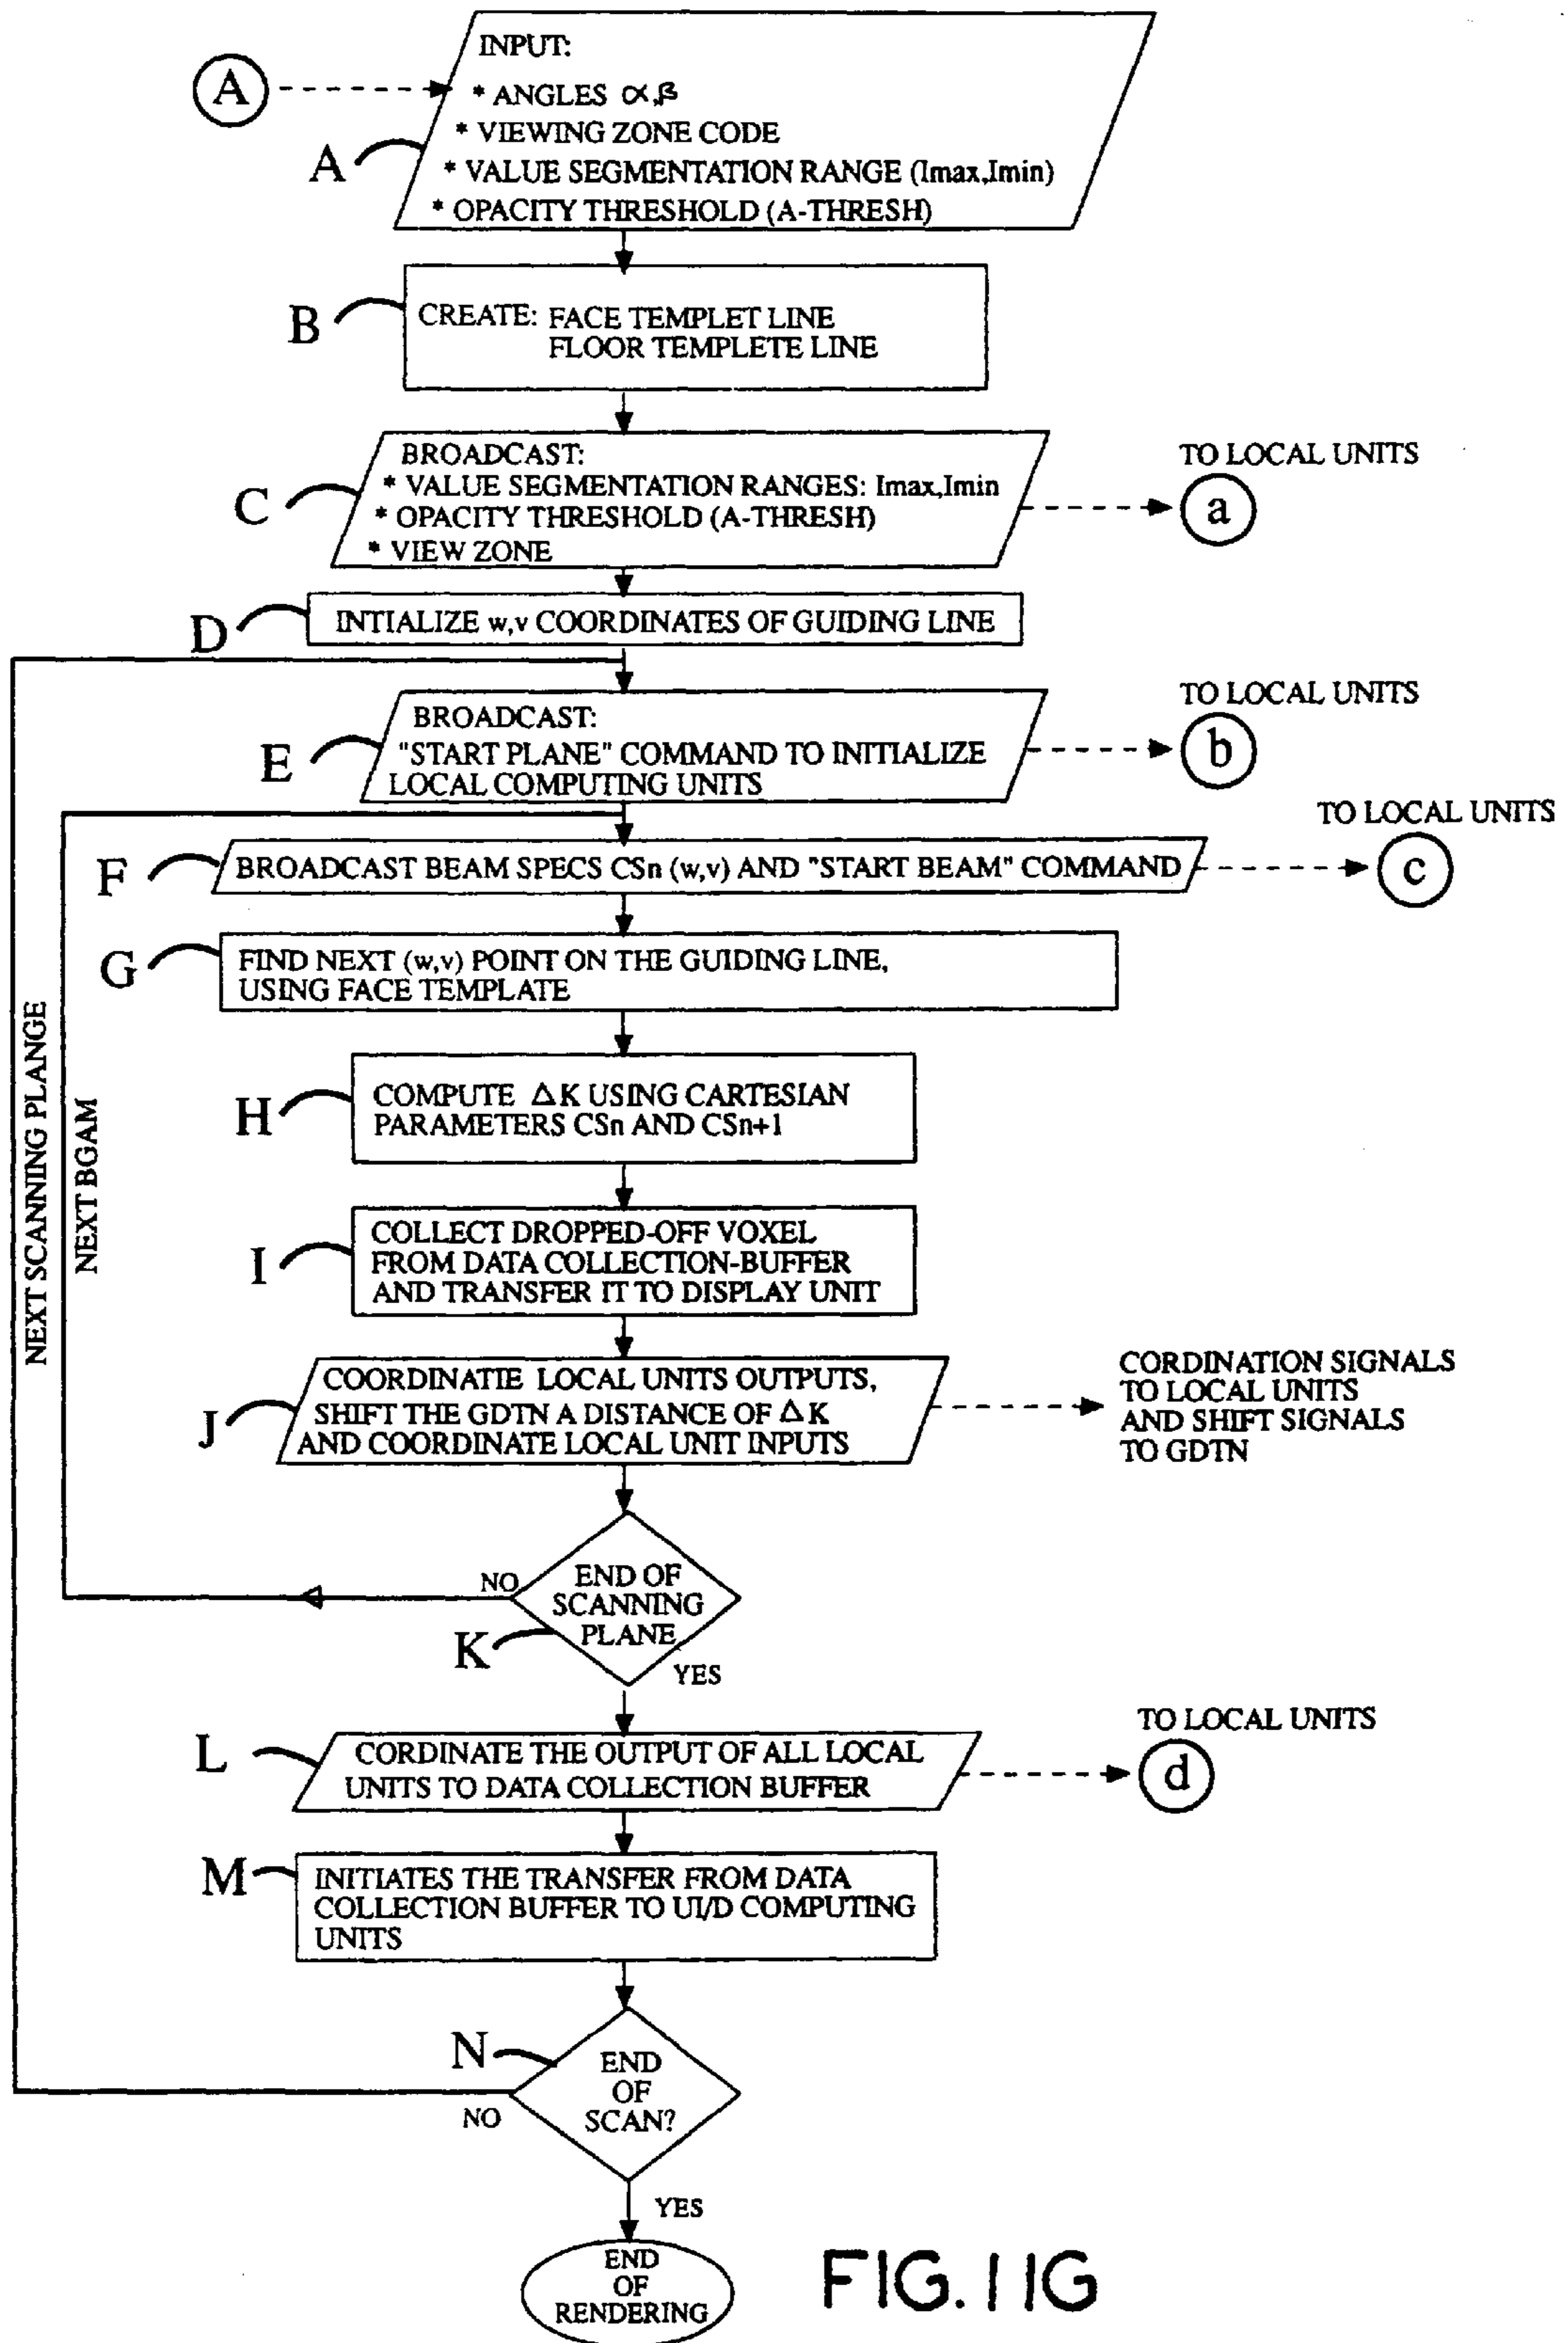 INPUT:
A
* ANGLES ∝,β
* VIEWING ZONE CODE
A
* VALUE SEGMENTATION RANGE (Imax,Imin)
* OPACITY THRESHOLD (A-THRESH)
B
CREATE: FACE TEMPLET LINE
FLOOR TEMPLETE LINE
BROADCAST:
* VALUE SEGMENTATION RANGES: Imax,Imin
* OPACITY THRESHOLD (A-THRESH)
* VIEW ZONE
C
TO LOCAL UNITS
a
D
INTIALIZE w,v COORDINATES OF GUIDING LINE
BROADCAST:
"START PLANE" COMMAND TO INITIALIZE
LOCAL COMPUTING UNITS
E
TO LOCAL UNITS
b
TO LOCAL UNITS
c
F
BROADCAST BEAM SPECS CSn (w,v) AND "START BEAM" COMMAND
G
FIND NEXT (w,v) POINT ON THE GUIDING LINE,
USING FACE TEMPLATE
NEXT SCANNING PLANGE
NEXT BGAM
H
COMPUTE ΔK USING CARTESIAN
PARAMETERS CSn AND CSn+1
I
COLLECT DROPPED-OFF VOXEL
FROM DATA COLLECTION-BUFFER
AND TRANSFER IT TO DISPLAY UNIT
J
COORDINATIE LOCAL UNITS OUTPUTS,
SHIFT THE GDTN A DISTANCE OF ΔK
AND COORDINATE LOCAL UNIT INPUTS
CORDINATION SIGNALS
TO LOCAL UNITS
AND SHIFT SIGNALS
TO GDTN
NO
END OF
SCANNING
PLANE
K
YES
L
CORDINATE THE OUTPUT OF ALL LOCAL
UNITS TO DATA COLLECTION BUFFER
TO LOCAL UNITS
d
M
INITIATES THE TRANSFER FROM DATA
COLLECTION BUFFER TO UI/D COMPUTING
UNITS
N
END
OF
SCAN?
NO
YES
END
OF
RENDERING
FIG. 11G